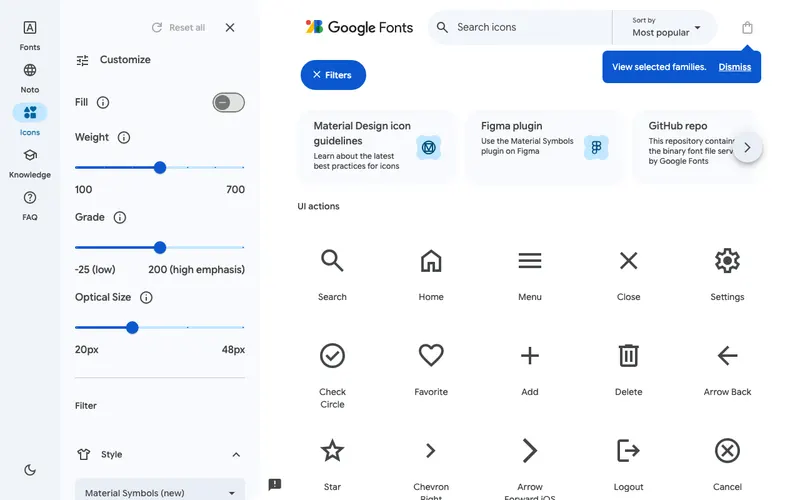 Fonts
Noto
Icons
Knowledge
FAQ
Reset all
Customize
Fill
Weight
100 700
Grade
-25 (low) 200 (high emphasis)
Optical Size
20px 48px
Filter
Style
Material Symbols (new)
Google Fonts
Search icons
Sort by
Most popular
View selected families. Dismiss
Filters
Material Design icon
guidelines
Learn about the latest
best practices for icons
Figma plugin
Use the Material Symbols
plugin on Figma
GitHub repo
This repository contains
the binary font file serv
by Google Fonts
UI actions
Search Home Menu Close Settings
Check
Circle
Favorite Add Delete Arrow Back
Star
Chevron
Right
Arrow
Forward iOS
Logout Cancel